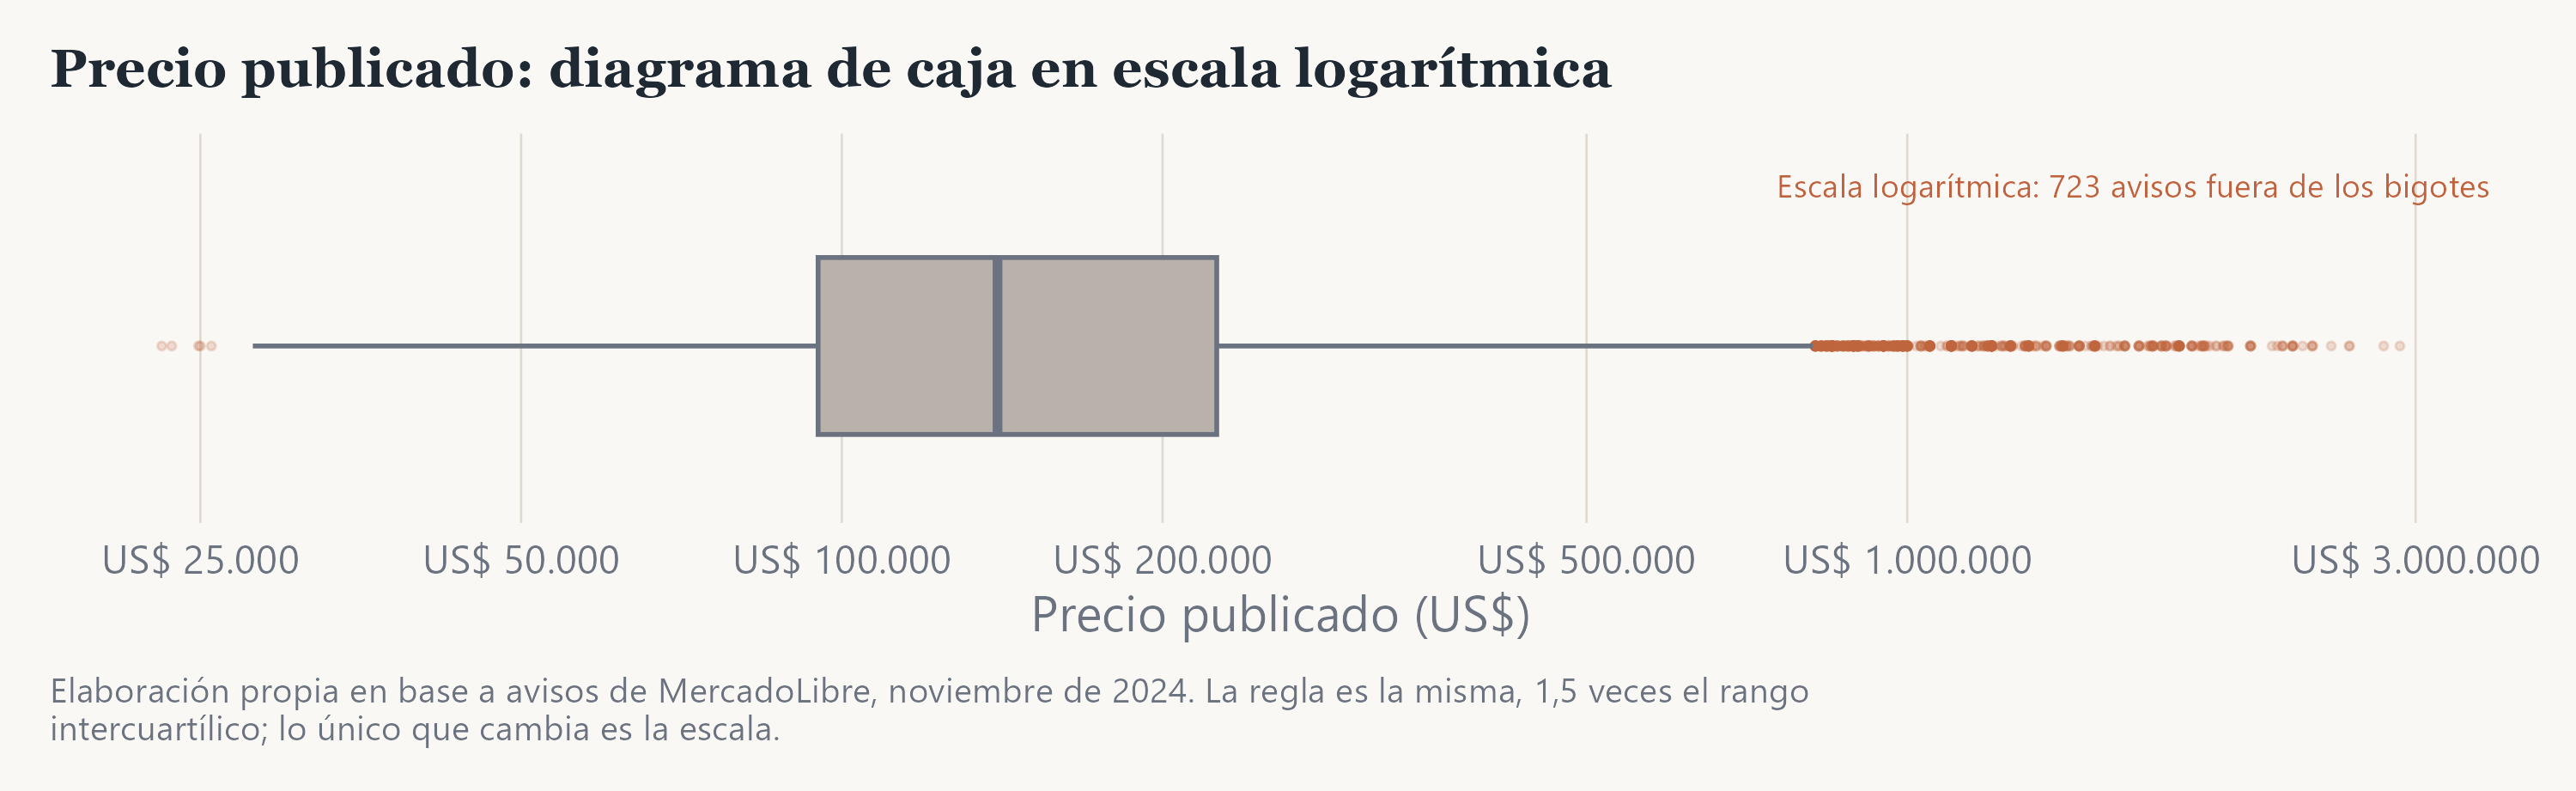 Precio publicado: diagrama de caja en escala logarítmica
Escala logarítmica: 723 avisos fuera de los bigotes
US$ 25.000 US$ 50.000 US$ 100.000 US$ 200.000 US$ 500.000 US$ 1.000.000 US$ 3.000.000
Precio publicado (US$)
Elaboración propia en base a avisos de MercadoLibre, noviembre de 2024. La regla es la misma, 1,5 veces el rango
intercuartílico; lo único que cambia es la escala.